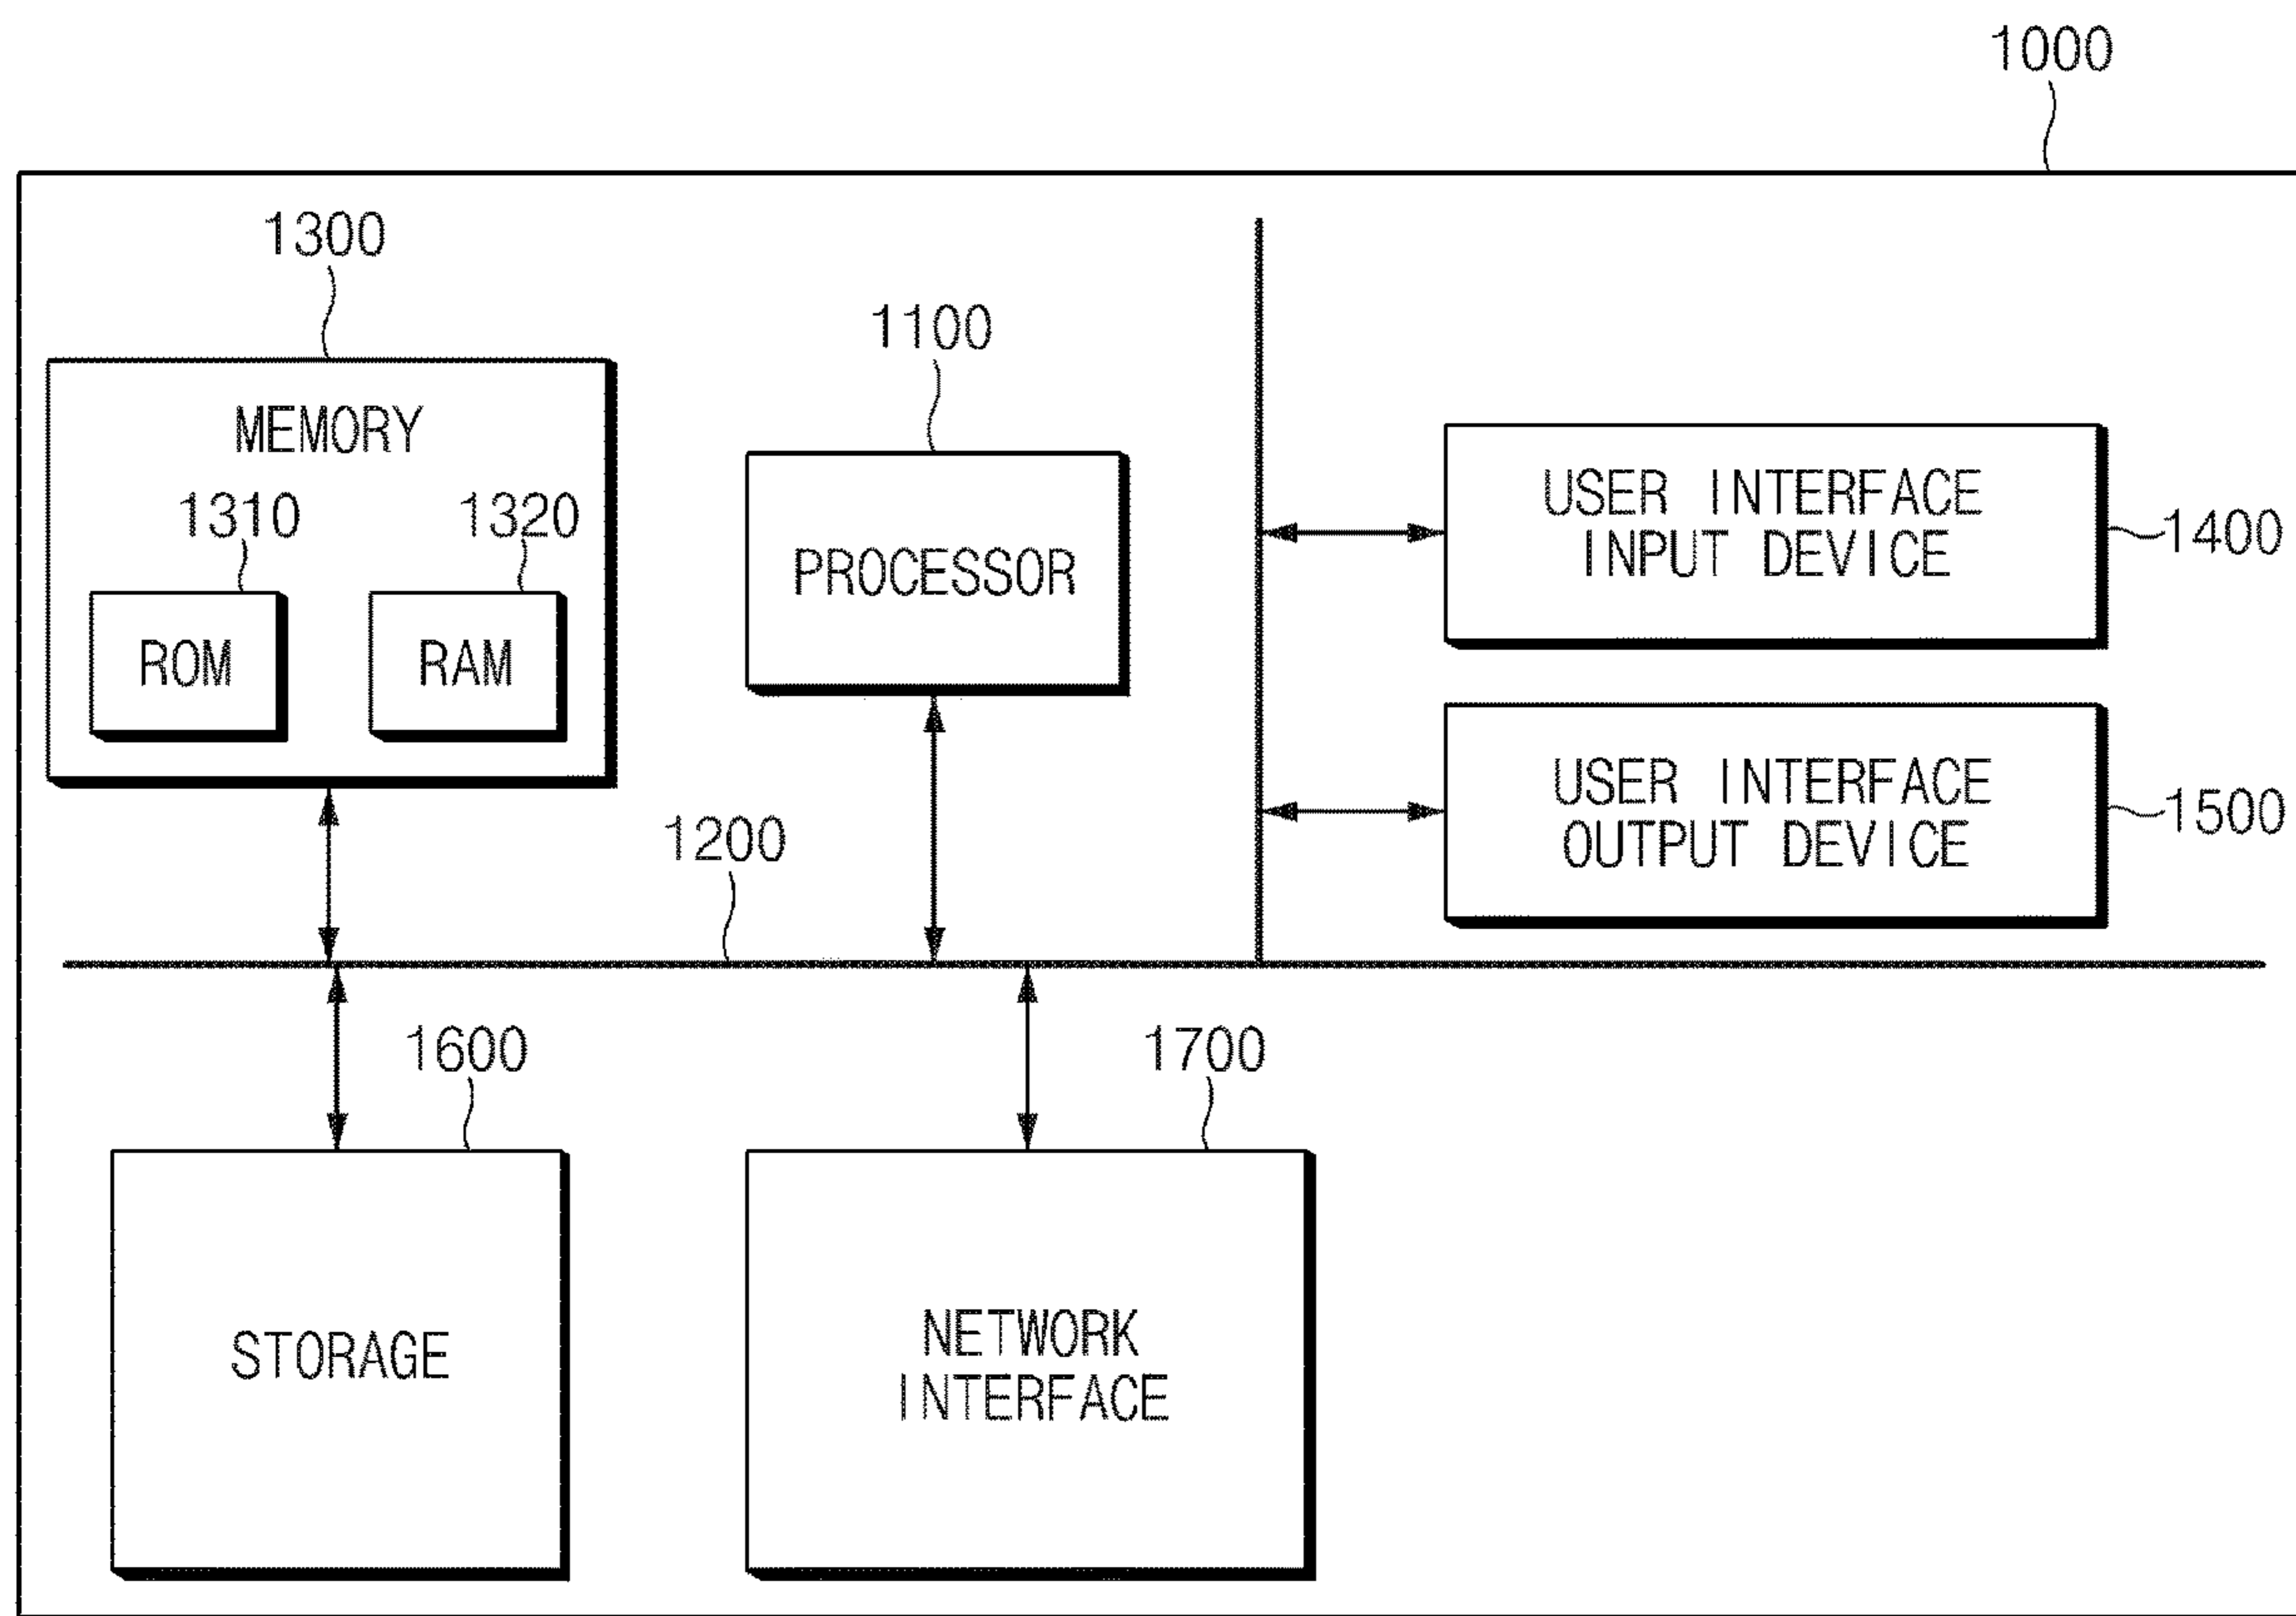 1000
1300
1100
MEMORY
1310
1320
ROM
RAM
PROCESSOR
USER INTERFACE
INPUT DEVICE
1400
USER INTERFACE
OUTPUT DEVICE
1500
1200
1600
1700
STORAGE
NETWORK
INTERFACE